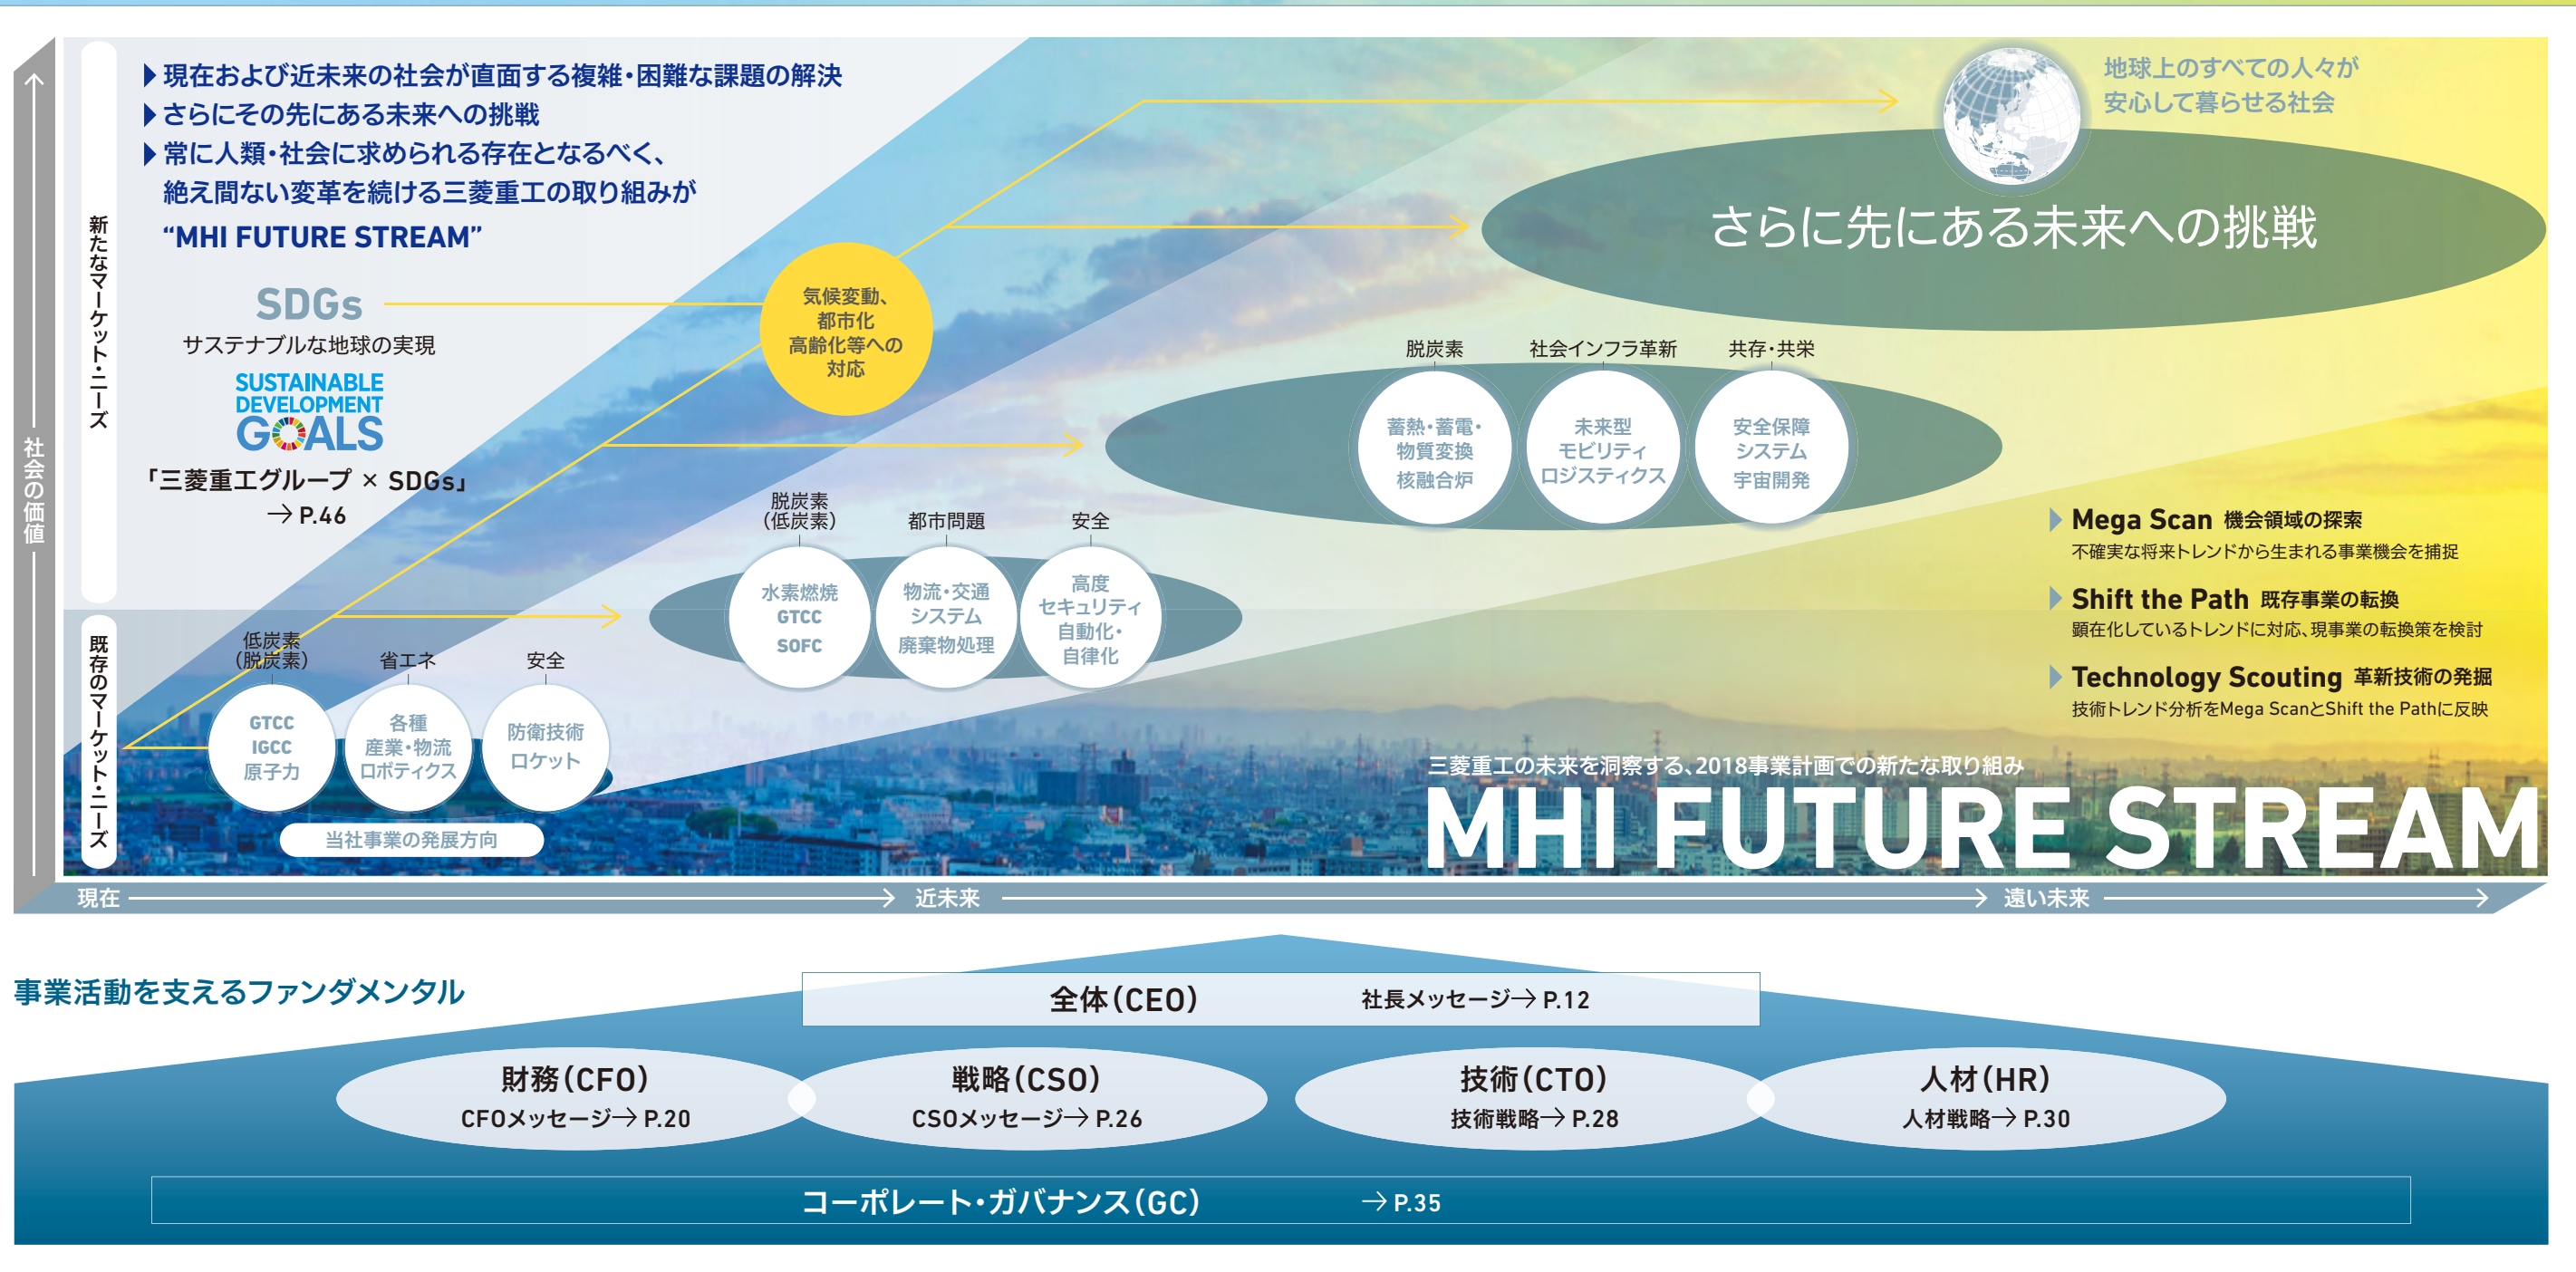 ▶現在および近未来の社会が直面する複雑・困難な課題の解決
▶さらにその先にある未来への挑戦
▶常に人類・社会に求められる存在となるべく、
絶え間ない変革を続ける三菱重工の取り組みが
“MHI FUTURE STREAM”
社会の価値
新たなマーケット・ニーズ
既存のマーケット・ニーズ
SDGs
サステナブルな地球の実現
SUSTAINABLE
DEVELOPMENT
GOALS
「三菱重工グループ × SDGs」
→ P.46
気候変動、
都市化
高齢化等への
対応
地球上のすべての人々が
安心して暮らせる社会
さらに先にある未来への挑戦
脱炭素
蓄熱・蓄電・
物質変換
核融合炉
社会インフラ革新
未来型
モビリティ
ロジスティクス
共存・共栄
安全保障
システム
宇宙開発
脱炭素
（低炭素）
水素燃焼
GTCC
SOFC
都市問題
物流・交通
システム
廃棄物処理
安全
高度
セキュリティ
自動化・
自律化
低炭素
（脱炭素）
GTCC
IGCC
原子力
省エネ
各種
産業・物流
ロボティクス
安全
防衛技術
ロケット
当社事業の発展方向
▶Mega Scan 機会領域の探索
不確実な将来トレンドから生まれる事業機会を捕捉
▶Shift the Path 既存事業の転換
顕在化しているトレンドに対応、現事業の転換策を検討
▶Technology Scouting 革新技術の発掘
技術トレンド分析をMega ScanとShift the Pathに反映
三菱重工の未来を洞察する、2018事業計画での新たな取り組み
MHI FUTURE STREAM
現在 → 近未来 → 遠い未来 →
事業活動を支えるファンダメンタル
全体（CEO） 社長メッセージ→ P.12
財務（CFO）
CFOメッセージ→ P.20
戦略（CSO）
CSOメッセージ→ P.26
技術（CTO）
技術戦略→ P.28
人材（HR）
人材戦略→ P.30
コーポレート・ガバナンス（GC） → P.35